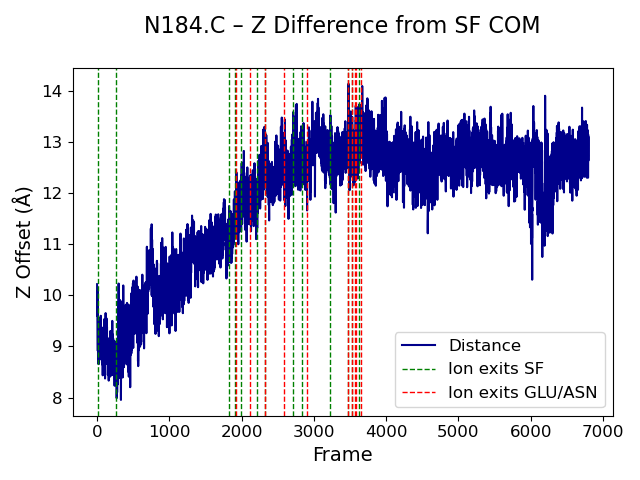 N184.C – Z Difference from SF COM
14
13
12
11
10
9
8
Z Offset (Å)
0 1000 2000 3000 4000 5000 6000 7000
Frame
Distance
Ion exits SF
Ion exits GLU/ASN